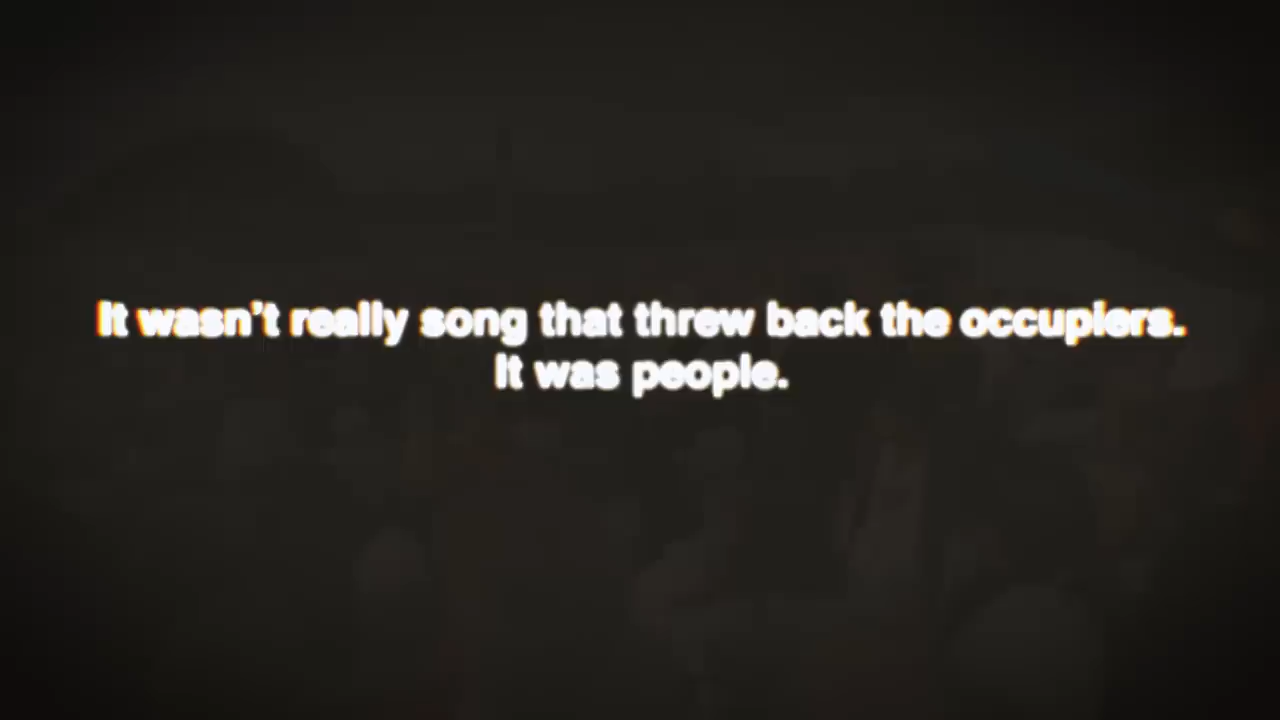 It wasn't really song that threw back the occupiers.
It was people.